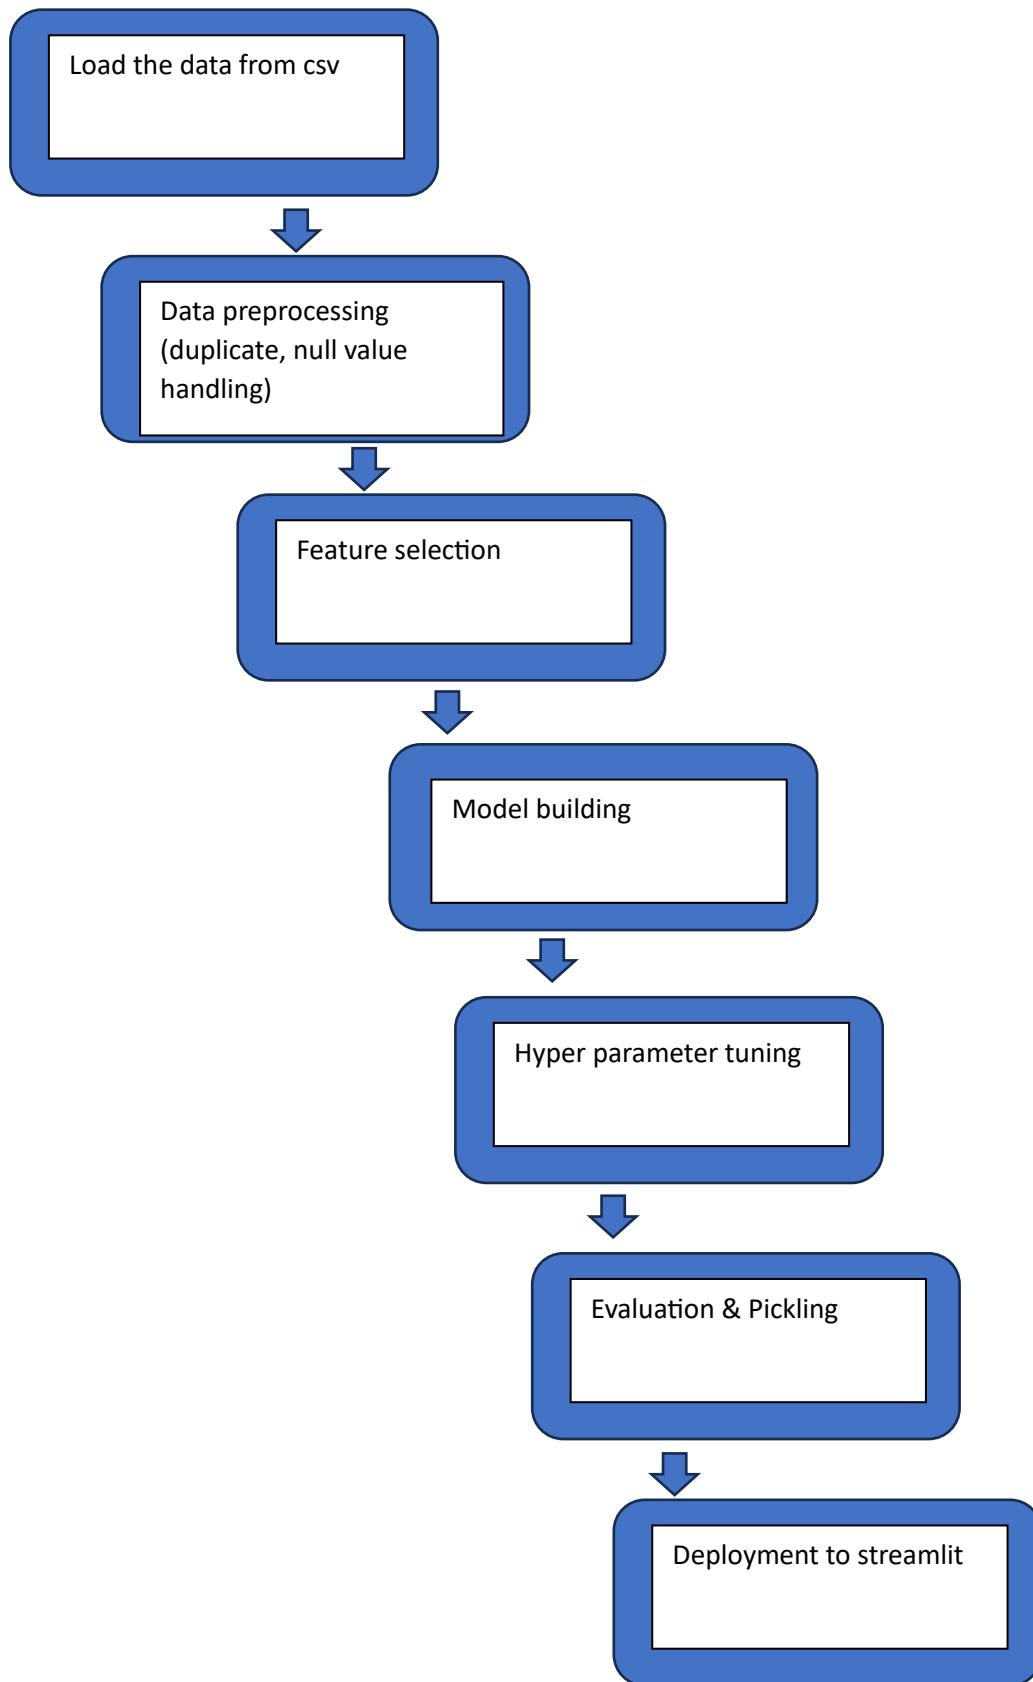 Load the data from csv
Data preprocessing
(duplicate, null value
handling)
Feature selection
Model building
Hyper parameter tuning
Evaluation & Pickling
Deployment to streamlit